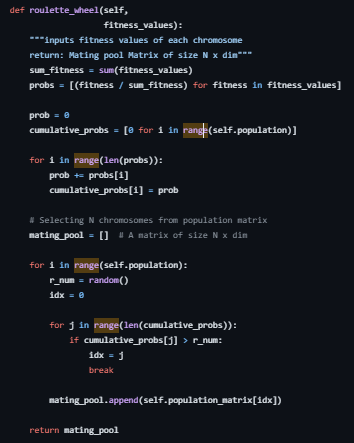 def roulette_wheel(self,
                   fitness_values):
    """inputs fitness values of each chromosome
    return: Mating pool Matrix of size N x dim"""
    sum_fitness = sum(fitness_values)
    probs = [(fitness / sum_fitness) for fitness in fitness_values]

    prob = 0
    cumulative_probs = [0 for i in range(self.population)]

    for i in range(len(probs)):
        prob += probs[i]
        cumulative_probs[i] = prob

    # Selecting N chromosomes from population matrix
    mating_pool = []  # A matrix of size N x dim

    for i in range(self.population):
        r_num = random()
        idx = 0

        for j in range(len(cumulative_probs)):
            if cumulative_probs[j] > r_num:
                idx = j
                break

        mating_pool.append(self.population_matrix[idx])

    return mating_pool